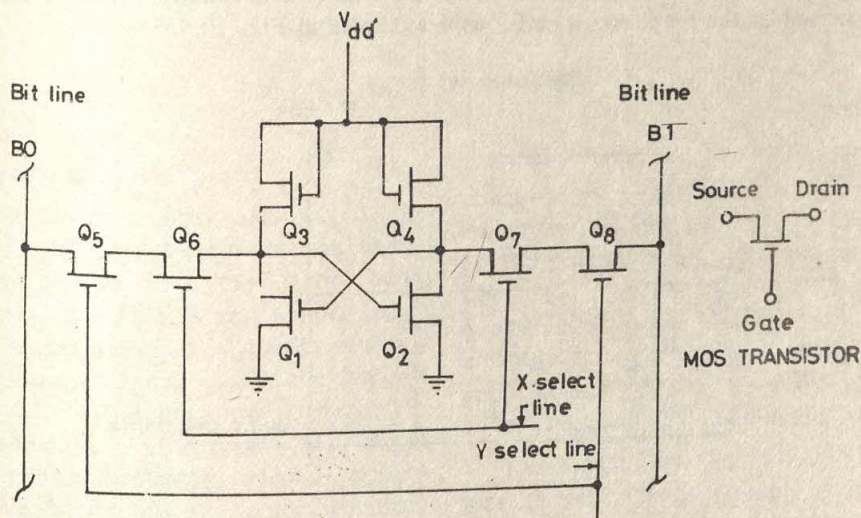 V_dd
Bit line
B0
Bit line
B1
Source
Drain
Q5
Q6
Q3
Q4
Q7
Q8
Gate
MOS TRANSISTOR
Q1
Q2
X-select
line
Y select line